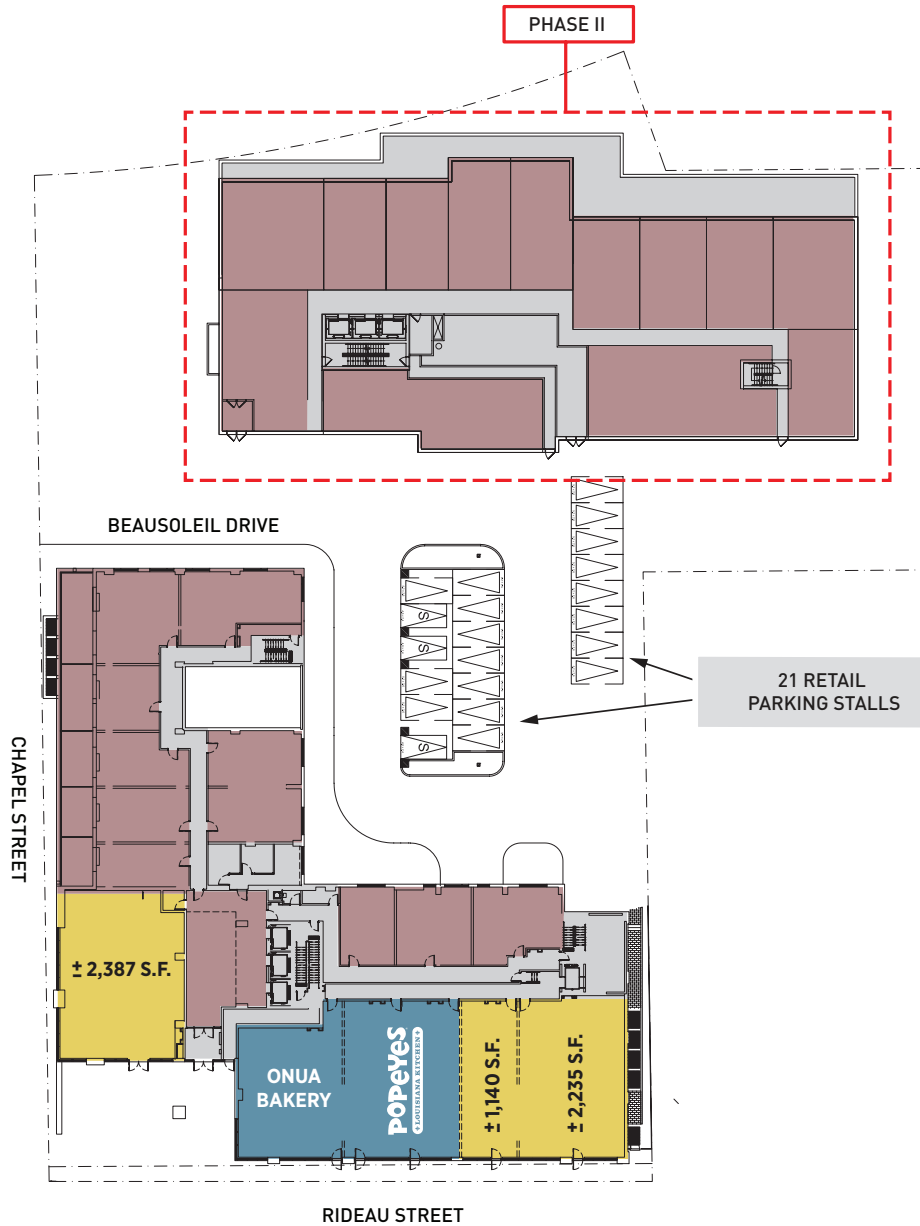 PHASE II
BEAUSOLEIL DRIVE
21 RETAIL
PARKING STALLS
CHAPEL STREET
± 2,387 S.F.
ONUA
BAKERY
POPEYES
LOUISIANA KITCHEN
± 1,140 S.F.
± 2,235 S.F.
S
S
S
RIDEAU STREET